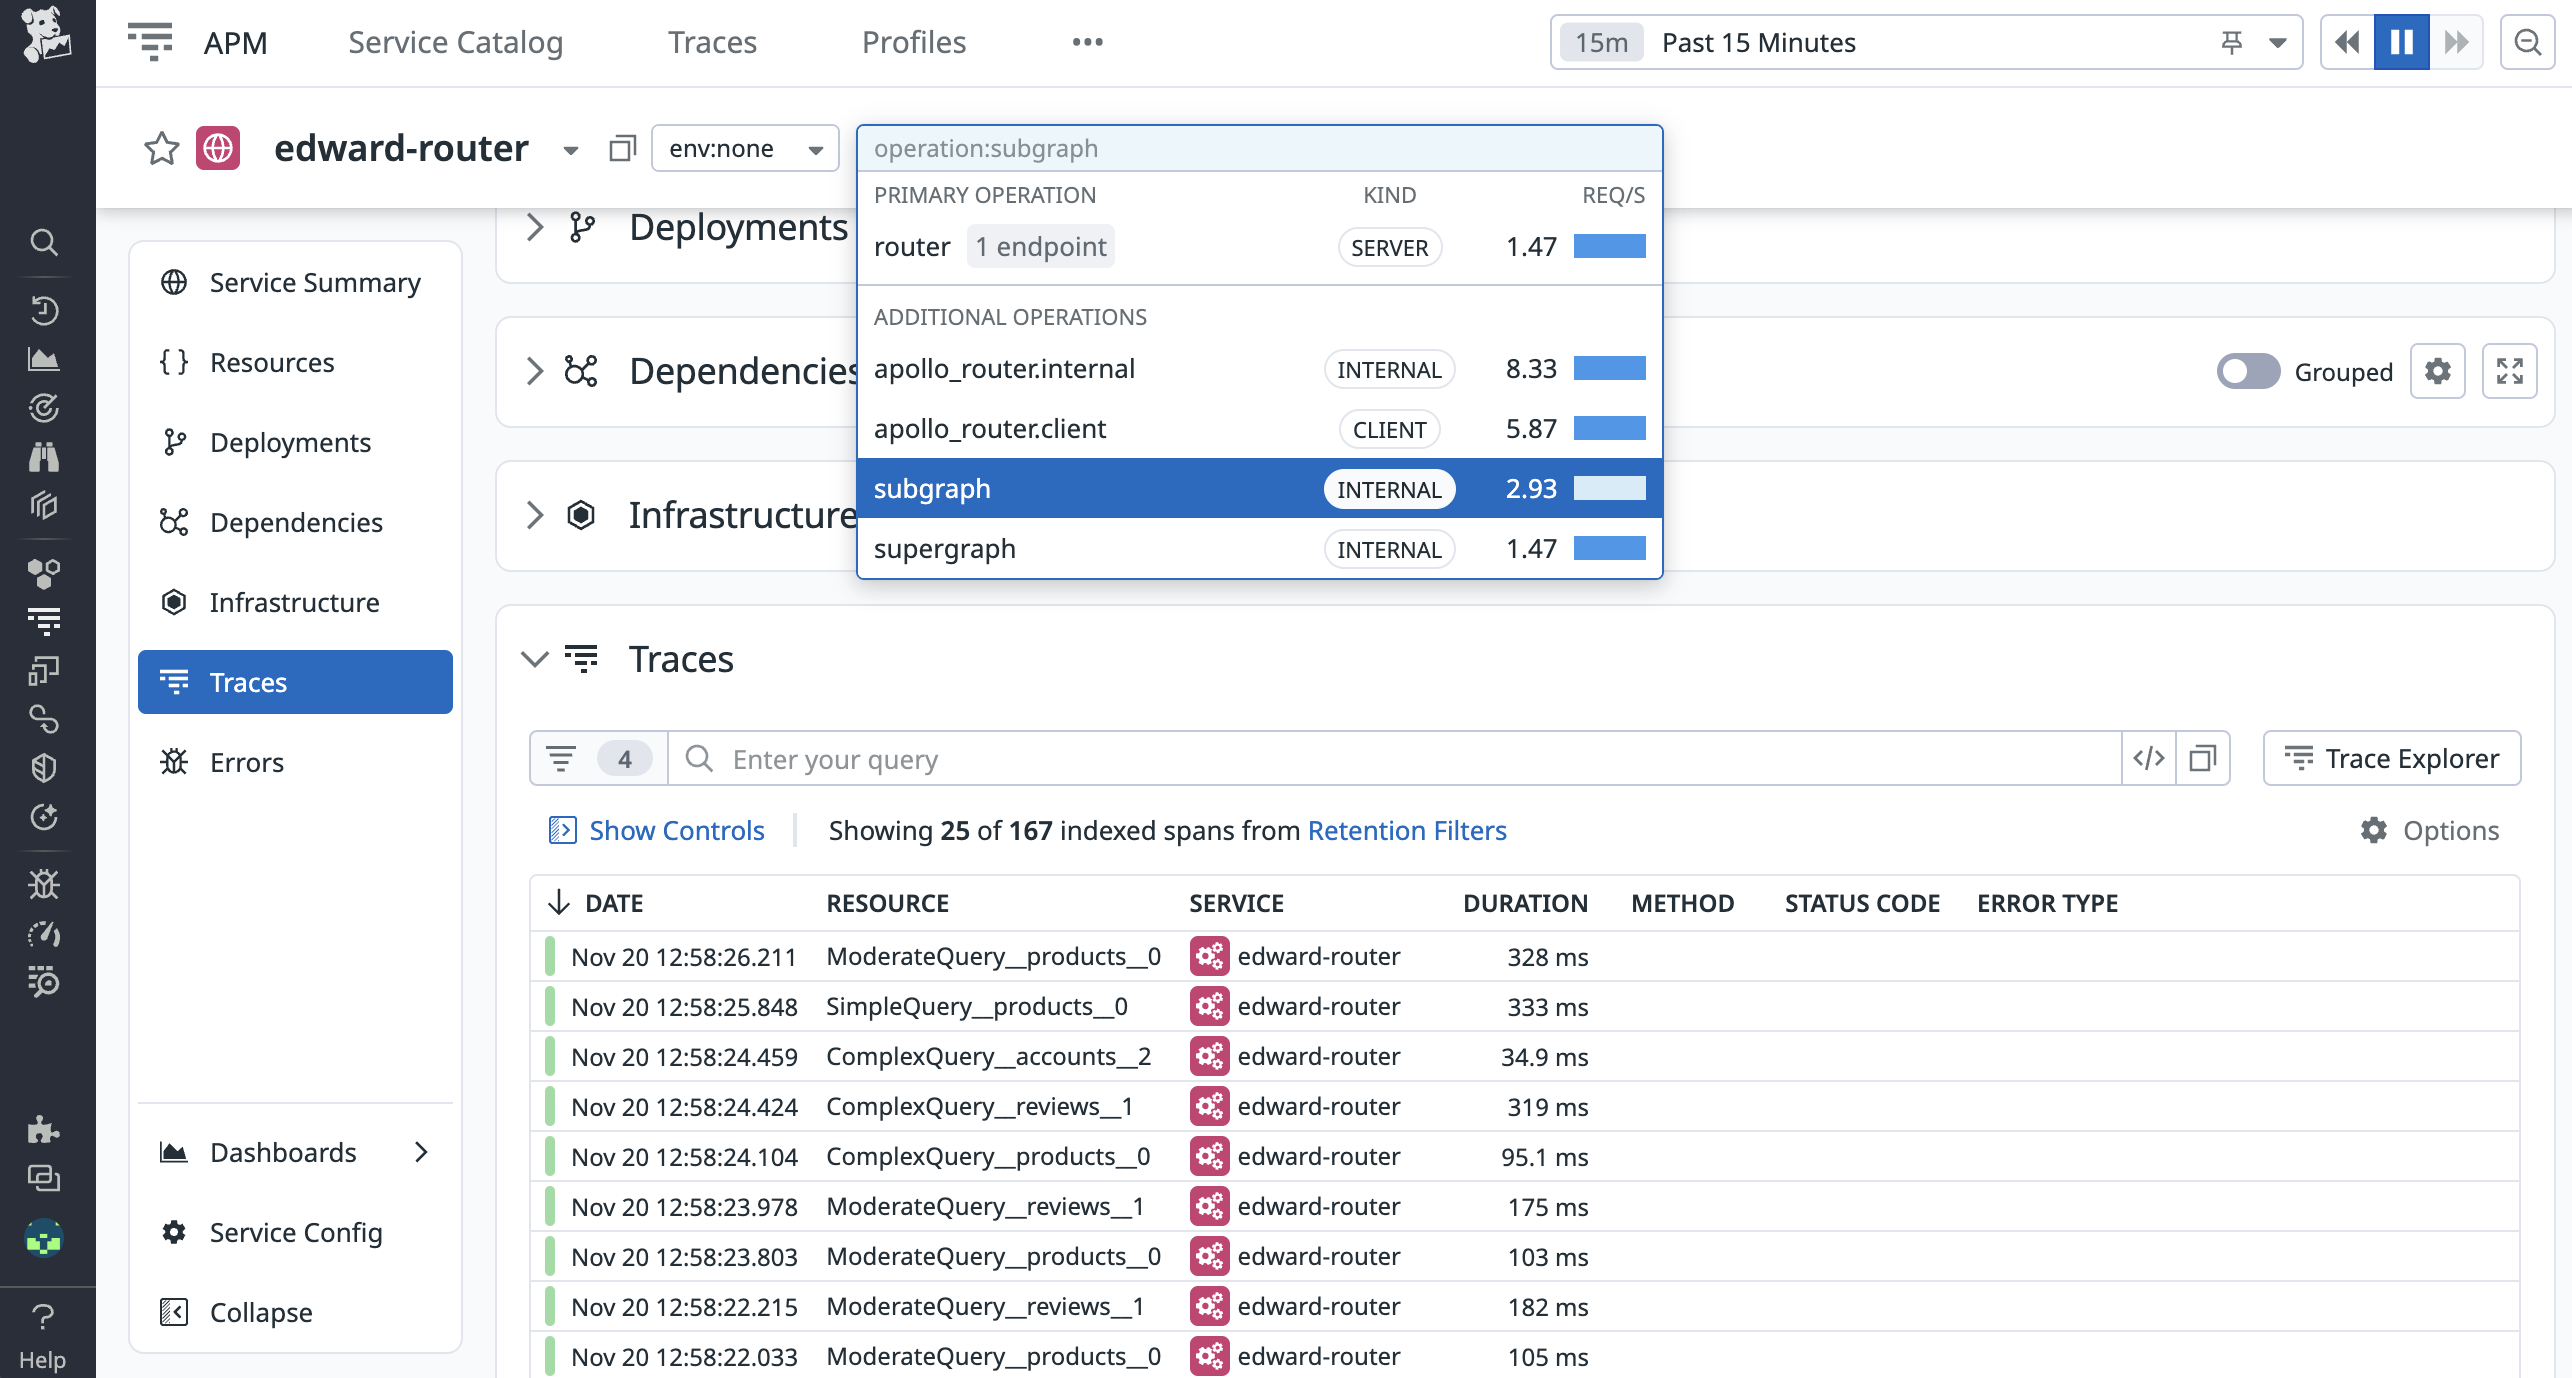 APM
Service Catalog
Traces
Profiles
15m Past 15 Minutes
edward-router
env:none
operation:subgraph
PRIMARY OPERATION KIND REQ/S
router 1 endpoint SERVER 1.47
ADDITIONAL OPERATIONS
apollo_router.internal INTERNAL 8.33
apollo_router.client CLIENT 5.87
subgraph INTERNAL 2.93
supergraph INTERNAL 1.47
Service Summary
Resources
Deployments
Dependencies
Infrastructure
Traces
Errors
Dashboards
Service Config
Collapse
Help
Deployments
Dependencies
Grouped
Infrastructure
Traces
4 Enter your query
Trace Explorer
Show Controls
Showing 25 of 167 indexed spans from Retention Filters
Options
DATE RESOURCE SERVICE DURATION METHOD STATUS CODE ERROR TYPE
Nov 20 12:58:26.211 ModerateQuery__products__0 edward-router 328 ms
Nov 20 12:58:25.848 SimpleQuery__products__0 edward-router 333 ms
Nov 20 12:58:24.459 ComplexQuery__accounts__2 edward-router 34.9 ms
Nov 20 12:58:24.424 ComplexQuery__reviews__1 edward-router 319 ms
Nov 20 12:58:24.104 ComplexQuery__products__0 edward-router 95.1 ms
Nov 20 12:58:23.978 ModerateQuery__reviews__1 edward-router 175 ms
Nov 20 12:58:23.803 ModerateQuery__products__0 edward-router 103 ms
Nov 20 12:58:22.215 ModerateQuery__reviews__1 edward-router 182 ms
Nov 20 12:58:22.033 ModerateQuery__products__0 edward-router 105 ms